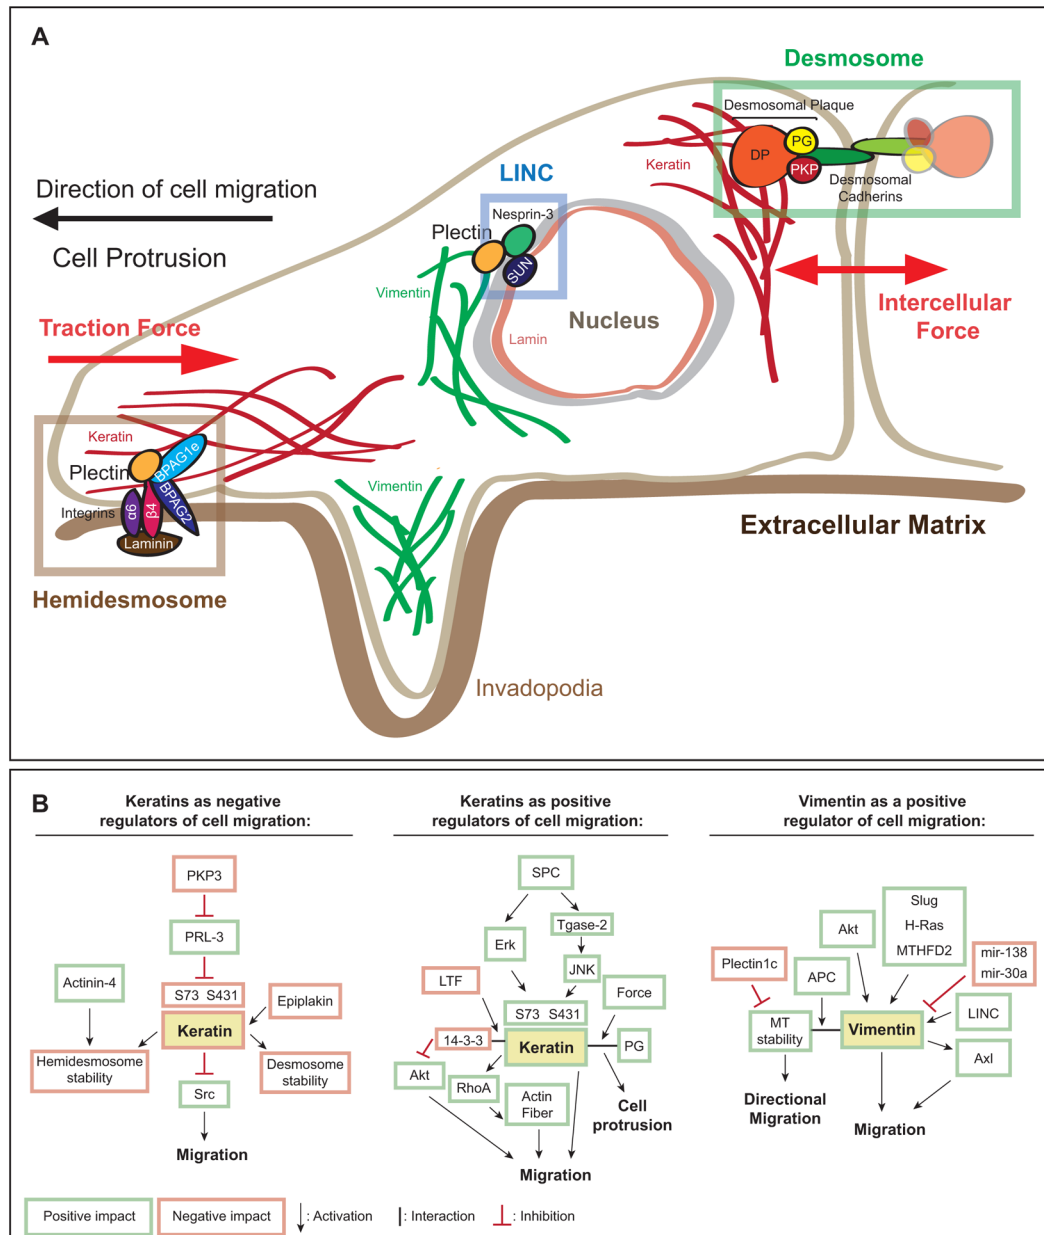 A
Desmosome
Desmosomal Plaque
PG
DP
PKP
Keratin
Desmosomal
Cadherins
LINC
Nesprin-3
Plectin
SUN
Direction of cell migration
Cell Protrusion
Vimentin
Nucleus
Lamin
Intercellular
Force
Traction Force
Keratin
Plectin
BPAG1e
BPAG2
Integrins
α6
β4
Laminin
Hemidesmosome
Vimentin
Extracellular Matrix
Invadopodia
B
Keratins as negative
regulators of cell migration:
PKP3
PRL-3
Actinin-4
S73 S431
Epiplakin
Keratin
Hemidesmosome
stability
Desmosome
stability
Src
Migration
Keratins as positive
regulators of cell migration:
SPC
Erk
Tgase-2
JNK
LTF
Force
S73 S431
14-3-3
Keratin
PG
Akt
RhoA
Actin
Fiber
Cell
protrusion
Migration
Vimentin as a positive
regulator of cell migration:
Slug
H-Ras
MTHFD2
Akt
Plectin1c
APC
mir-138
mir-30a
LINC
MT
stability
Vimentin
Axl
Directional
Migration
Migration
Positive impact
Negative impact
: Activation
: Interaction
: Inhibition